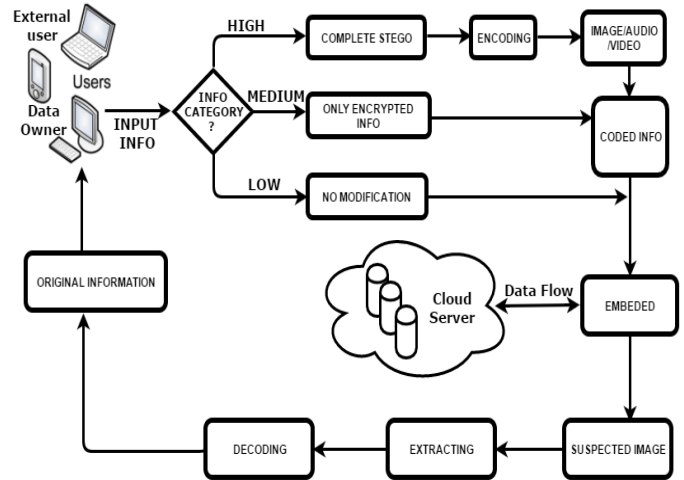 External
user
Users
Data
Owner
INPUT
INFO
INFO
CATEGORY
?
HIGH
COMPLETE STEGO
ENCODING
IMAGE/AUDIO
/VIDEO
MEDIUM
ONLY ENCRYPTED
INFO
CODED INFO
LOW
NO MODIFICATION
ORIGINAL INFORMATION
Cloud
Server
Data Flow
EMBEDED
DECODING
EXTRACTING
SUSPECTED IMAGE